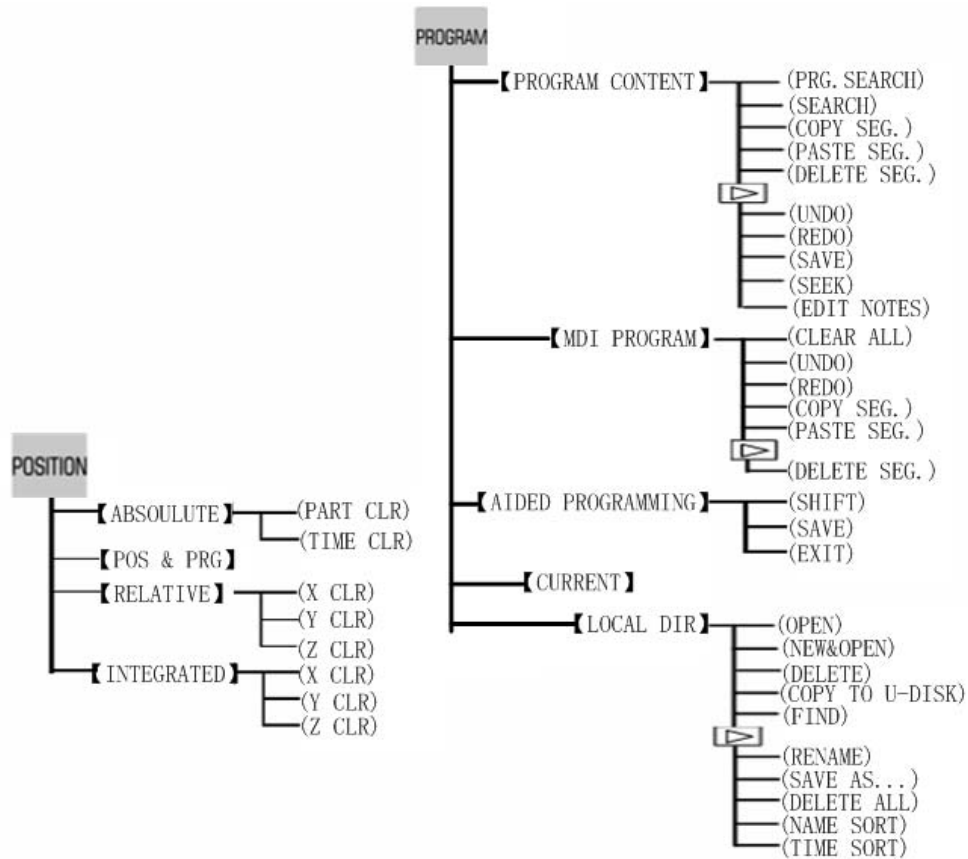 PROGRAM
【PROGRAM CONTENT】
(PRG. SEARCH)
(SEARCH)
(COPY SEG.)
(PASTE SEG.)
(DELETE SEG.)
(UNDO)
(REDO)
(SAVE)
(SEEK)
(EDIT NOTES)
【MDI PROGRAM】
(CLEAR ALL)
(UNDO)
(REDO)
(COPY SEG.)
(PASTE SEG.)
(DELETE SEG.)
【AIDED PROGRAMMING】
(SHIFT)
(SAVE)
(EXIT)
【CURRENT】
【LOCAL DIR】
(OPEN)
(NEW&OPEN)
(DELETE)
(COPY TO U-DISK)
(FIND)
(RENAME)
(SAVE AS...)
(DELETE ALL)
(NAME SORT)
(TIME SORT)
POSITION
【ABSOULUTE】
(PART CLR)
(TIME CLR)
【POS & PRG】
【RELATIVE】
(X CLR)
(Y CLR)
(Z CLR)
【INTEGRATED】
(X CLR)
(Y CLR)
(Z CLR)